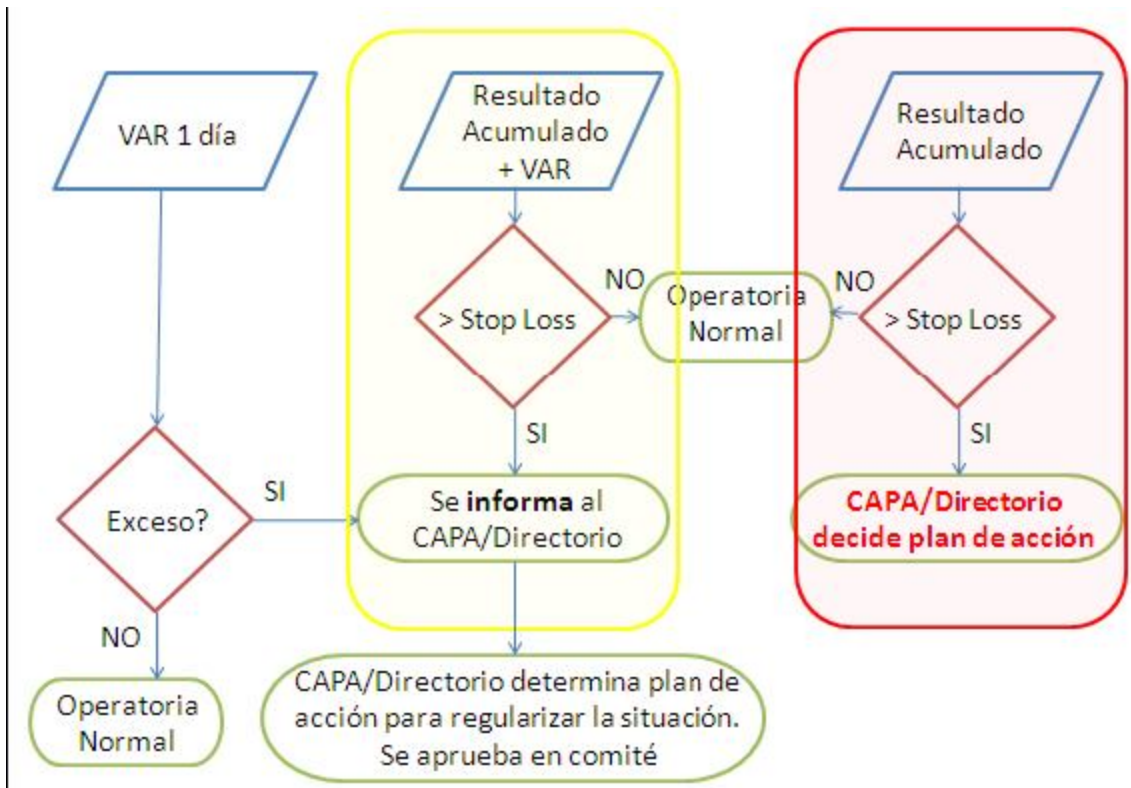 VAR 1 día
Resultado
Acumulado
+ VAR
Resultado
Acumulado
> Stop Loss
NO
Operatoria
Normal
NO
> Stop Loss
SI
SI
Exceso?
SI
Se informa al
CAPA/Directorio
CAPA/Directorio
decide plan de acción
NO
Operatoria
Normal
CAPA/Directorio determina plan de
acción para regularizar la situación.
Se aprueba en comité